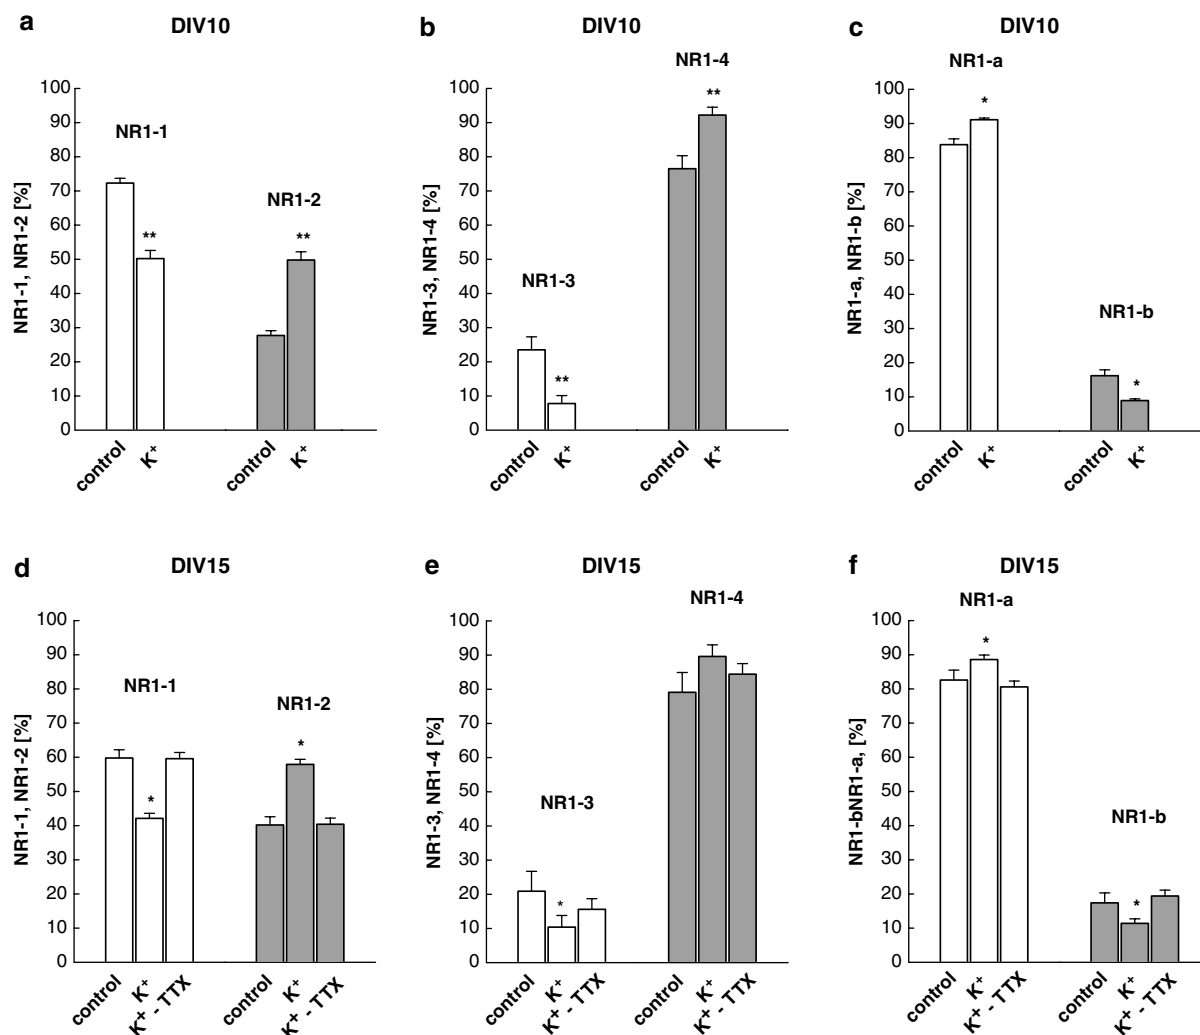 a
DIV10
NR1-1, NR1-2 [%]
100
90
80
70
60
50
40
30
20
10
0
NR1-1
**
NR1-2
**
control
K+
control
K+
b
DIV10
NR1-3, NR1-4 [%]
100
90
80
70
60
50
40
30
20
10
0
NR1-3
**
NR1-4
**
control
K+
control
K+
c
DIV10
NR1-a, NR1-b [%]
100
90
80
70
60
50
40
30
20
10
0
NR1-a
*
NR1-b
*
control
K+
control
K+
d
DIV15
NR1-1, NR1-2 [%]
100
90
80
70
60
50
40
30
20
10
0
NR1-1
*
NR1-2
*
control
K+
K+ - TTX
control
K+
K+ - TTX
e
DIV15
NR1-3, NR1-4 [%]
100
90
80
70
60
50
40
30
20
10
0
NR1-3
*
NR1-4
control
K+
K+ - TTX
control
K+
K+ - TTX
f
DIV15
NR1-bNR1-a, [%]
100
90
80
70
60
50
40
30
20
10
0
NR1-a
*
NR1-b
*
control
K+
K+ - TTX
control
K+
K+ - TTX